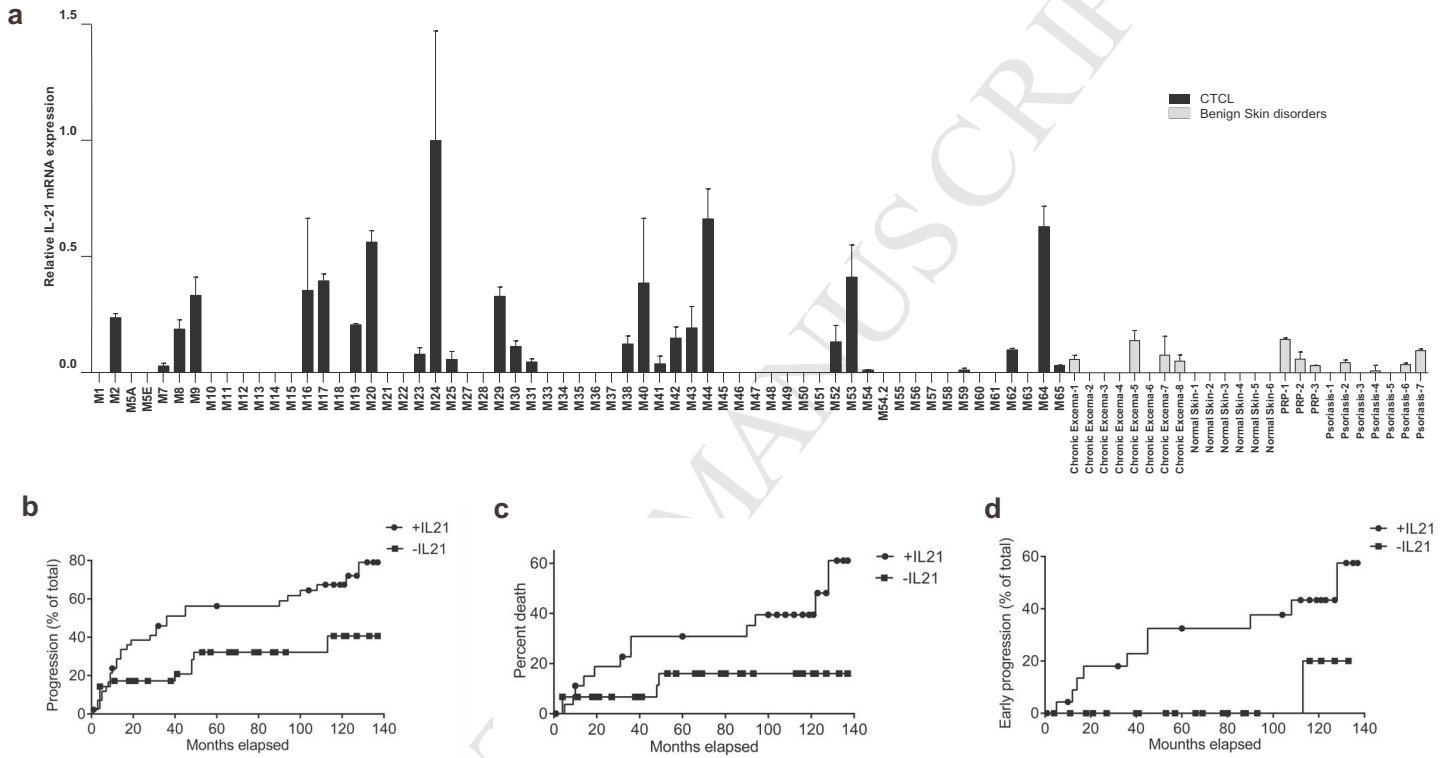 a
1.5
1.0
0.5
0.0
Relative IL-21 mRNA expression
CTCL
Benign Skin disorders
M1
M2
M5A
M5E
M7
M8
M9
M10
M11
M12
M13
M14
M15
M16
M17
M18
M19
M20
M21
M22
M23
M24
M25
M27
M28
M29
M30
M31
M33
M34
M35
M36
M37
M38
M40
M41
M42
M43
M44
M45
M46
M47
M48
M49
M50
M51
M52
M53
M54
M54.2
M55
M56
M57
M58
M59
M60
M61
M62
M63
M64
M65
Chronic Excema-1
Chronic Excema-2
Chronic Excema-3
Chronic Excema-4
Chronic Excema-5
Chronic Excema-6
Chronic Excema-7
Chronic Excema-8
Normal Skin-1
Normal Skin-2
Normal Skin-3
Normal Skin-4
Normal Skin-5
Normal Skin-6
PRP-1
PRP-2
PRP-3
Psoriasis-1
Psoriasis-2
Psoriasis-3
Psoriasis-4
Psoriasis-5
Psoriasis-6
Psoriasis-7
MANUSCRIP
b
+IL21
-IL21
80
60
40
20
0
Progression (% of total)
0 20 40 60 80 100 120 140
Months elapsed
c
+IL21
-IL21
60
40
20
0
Percent death
0 20 40 60 80 100 120 140
Months elapsed
d
+IL21
-IL21
60
40
20
0
Early progression (% of total)
0 20 40 60 80 100 120 140
Mounths elapsed